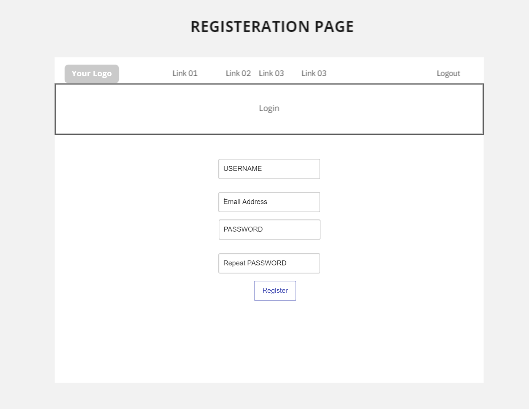 REGISTERATION PAGE
Your Logo Link 01 Link 02 Link 03 Link 03 Logout
Login
USERNAME
Email Address
PASSWORD
Repeat PASSWORD
Register